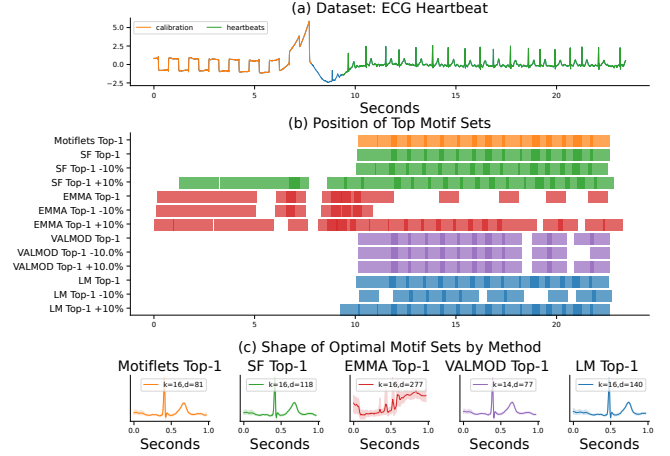 (a) Dataset: ECG Heartbeat
calibration
heartbeats
5.0
2.5
0.0
−2.5
0 5 10 15 20
Seconds
(b) Position of Top Motif Sets
Motiflets Top-1
SF Top-1
SF Top-1 -10%
SF Top-1 +10%
EMMA Top-1
EMMA Top-1 -10%
EMMA Top-1 +10%
VALMOD Top-1
VALMOD Top-1 -10.0%
VALMOD Top-1 +10.0%
LM Top-1
LM Top-1 -10%
LM Top-1 +10%
0 5 10 15 20
(c) Shape of Optimal Motif Sets by Method
Motiflets Top-1 SF Top-1 EMMA Top-1 VALMOD Top-1 LM Top-1
k=16,d=81 k=16,d=118 k=16,d=277 k=14,d=77 k=16,d=140
0.0 0.5 1.0 0.0 0.5 1.0 0.0 0.5 1.0 0.0 0.5 1.0 0.0 0.5 1.0
Seconds Seconds Seconds Seconds Seconds